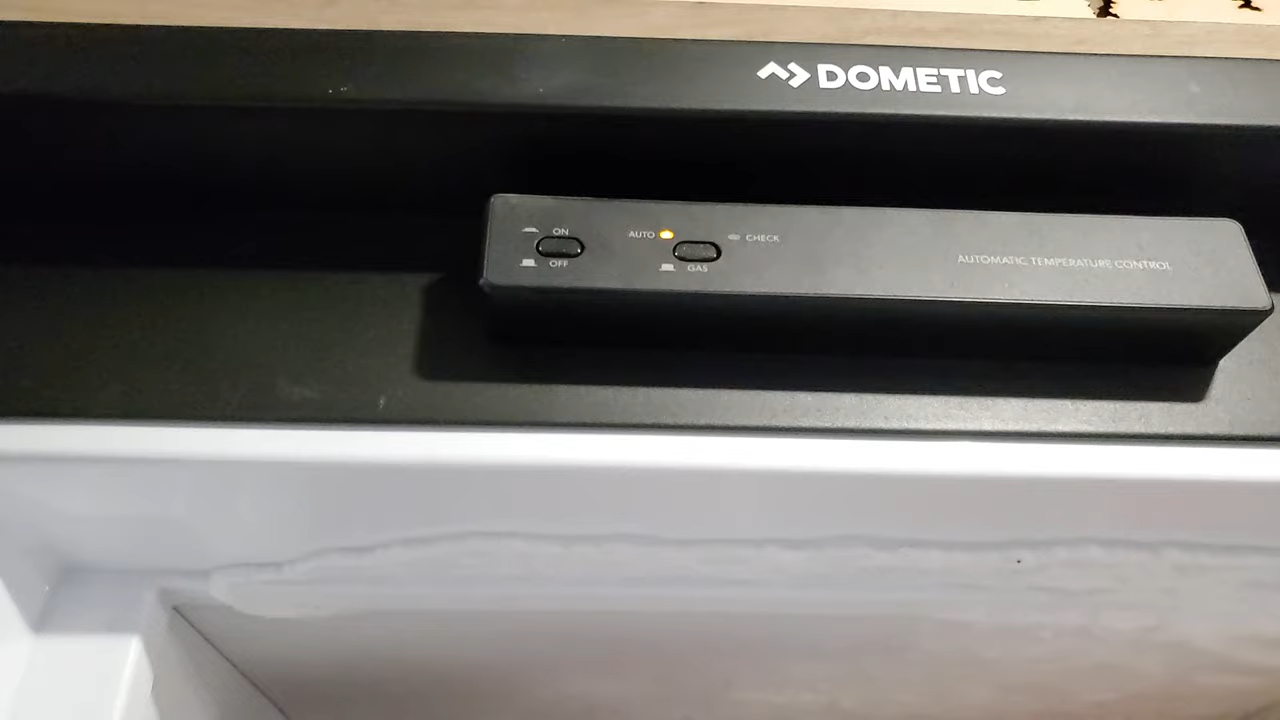 DOMETIC
ON
AUTO CHECK
OFF GAS
AUTOMATIC TEMPERATURE CONTROL